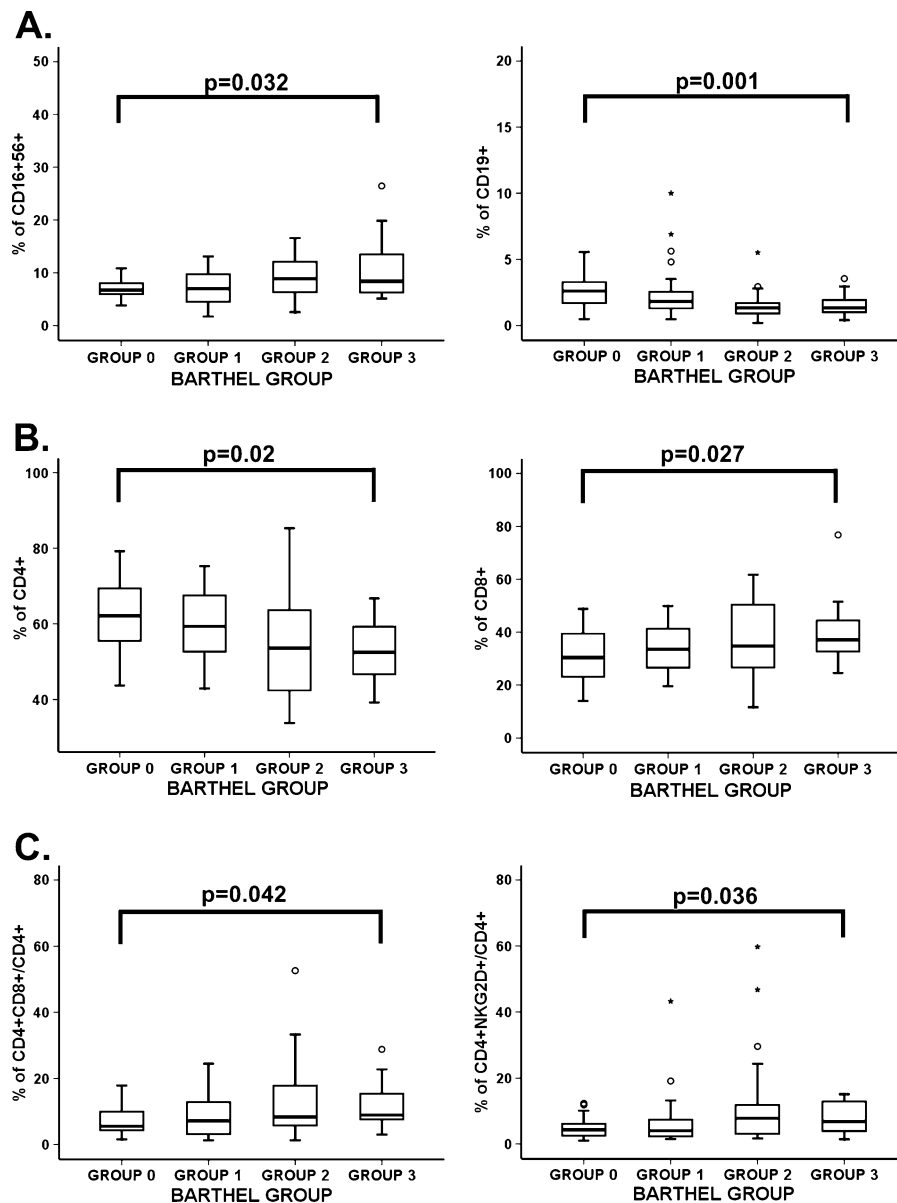 A.
p=0.032
50
40
30
20
10
0
% of CD16+56+
GROUP 0 GROUP 1 GROUP 2 GROUP 3
BARTHEL GROUP
p=0.001
20
15
10
5
0
% of CD19+
GROUP 0 GROUP 1 GROUP 2 GROUP 3
BARTHEL GROUP
B.
p=0.02
100
80
60
40
% of CD4+
GROUP 0 GROUP 1 GROUP 2 GROUP 3
BARTHEL GROUP
p=0.027
100
80
60
40
20
0
% of CD8+
GROUP 0 GROUP 1 GROUP 2 GROUP 3
BARTHEL GROUP
C.
p=0.042
80
60
40
20
0
% of CD4+CD8+/CD4+
GROUP 0 GROUP 1 GROUP 2 GROUP 3
BARTHEL GROUP
p=0.036
80
60
40
20
0
% of CD4+NKG2D+/CD4+
GROUP 0 GROUP 1 GROUP 2 GROUP 3
BARTHEL GROUP